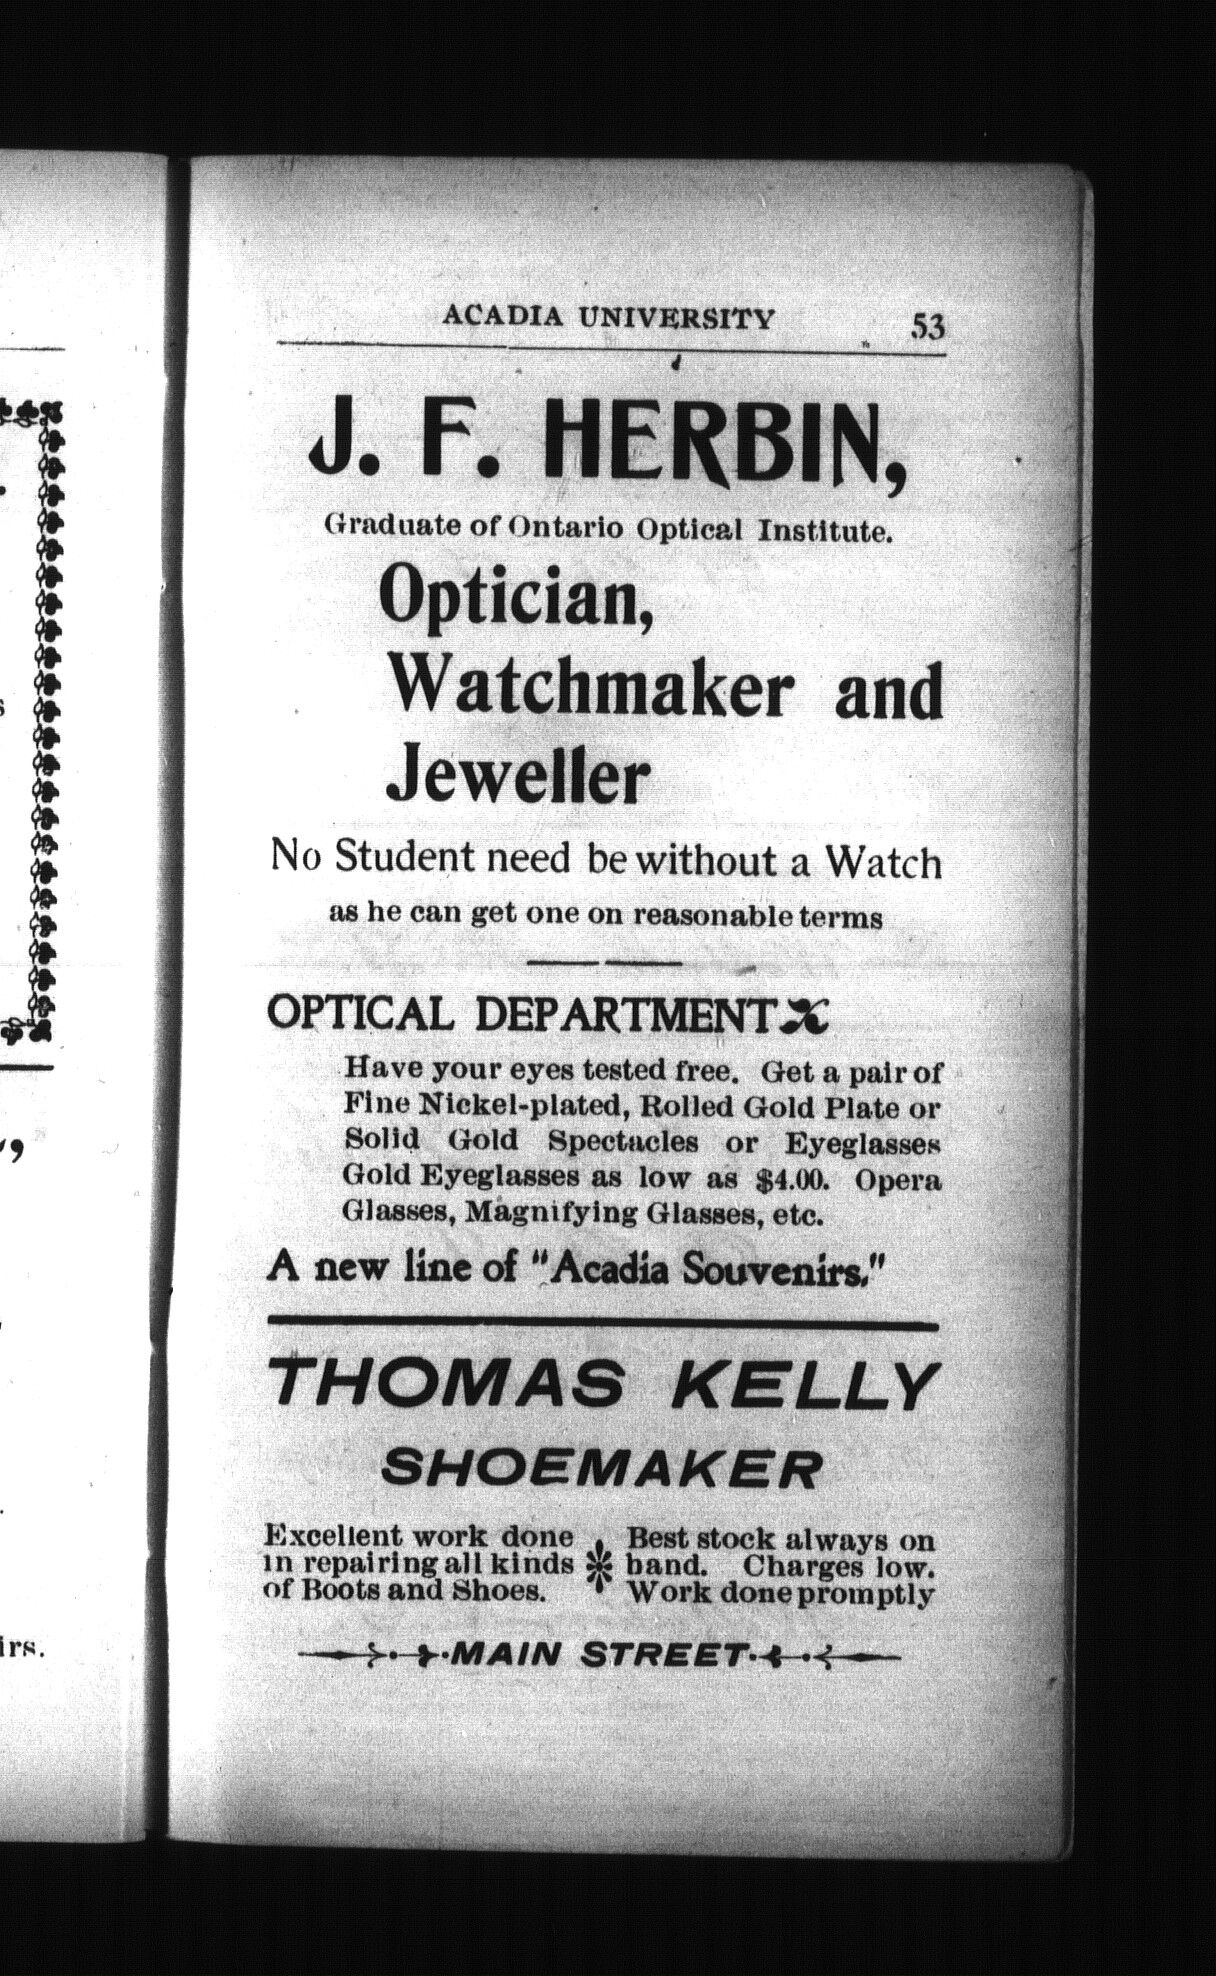 ACADIA UNIVERSITY 53
J. F. HERBIN,
Graduate of Ontario Optical Institute.
Optician,
Watchmaker and
Jeweller
No Student need be without a Watch
as he can get one on reasonable terms
OPTICAL DEPARTMENT
Have your eyes tested free. Get a pair of
Fine Nickel-plated, Rolled Gold Plate or
Solid Gold Spectacles or Eyeglasses
Gold Eyeglasses as low as $4.00. Opera
Glasses, Magnifying Glasses, etc.
A new line of "Acadia Souvenirs."
THOMAS KELLY
SHOEMAKER
Excellent work done
in repairing all kinds
of Boots and Shoes.
Best stock always on
hand. Charges low.
Work done promptly
MAIN STREET
irs.